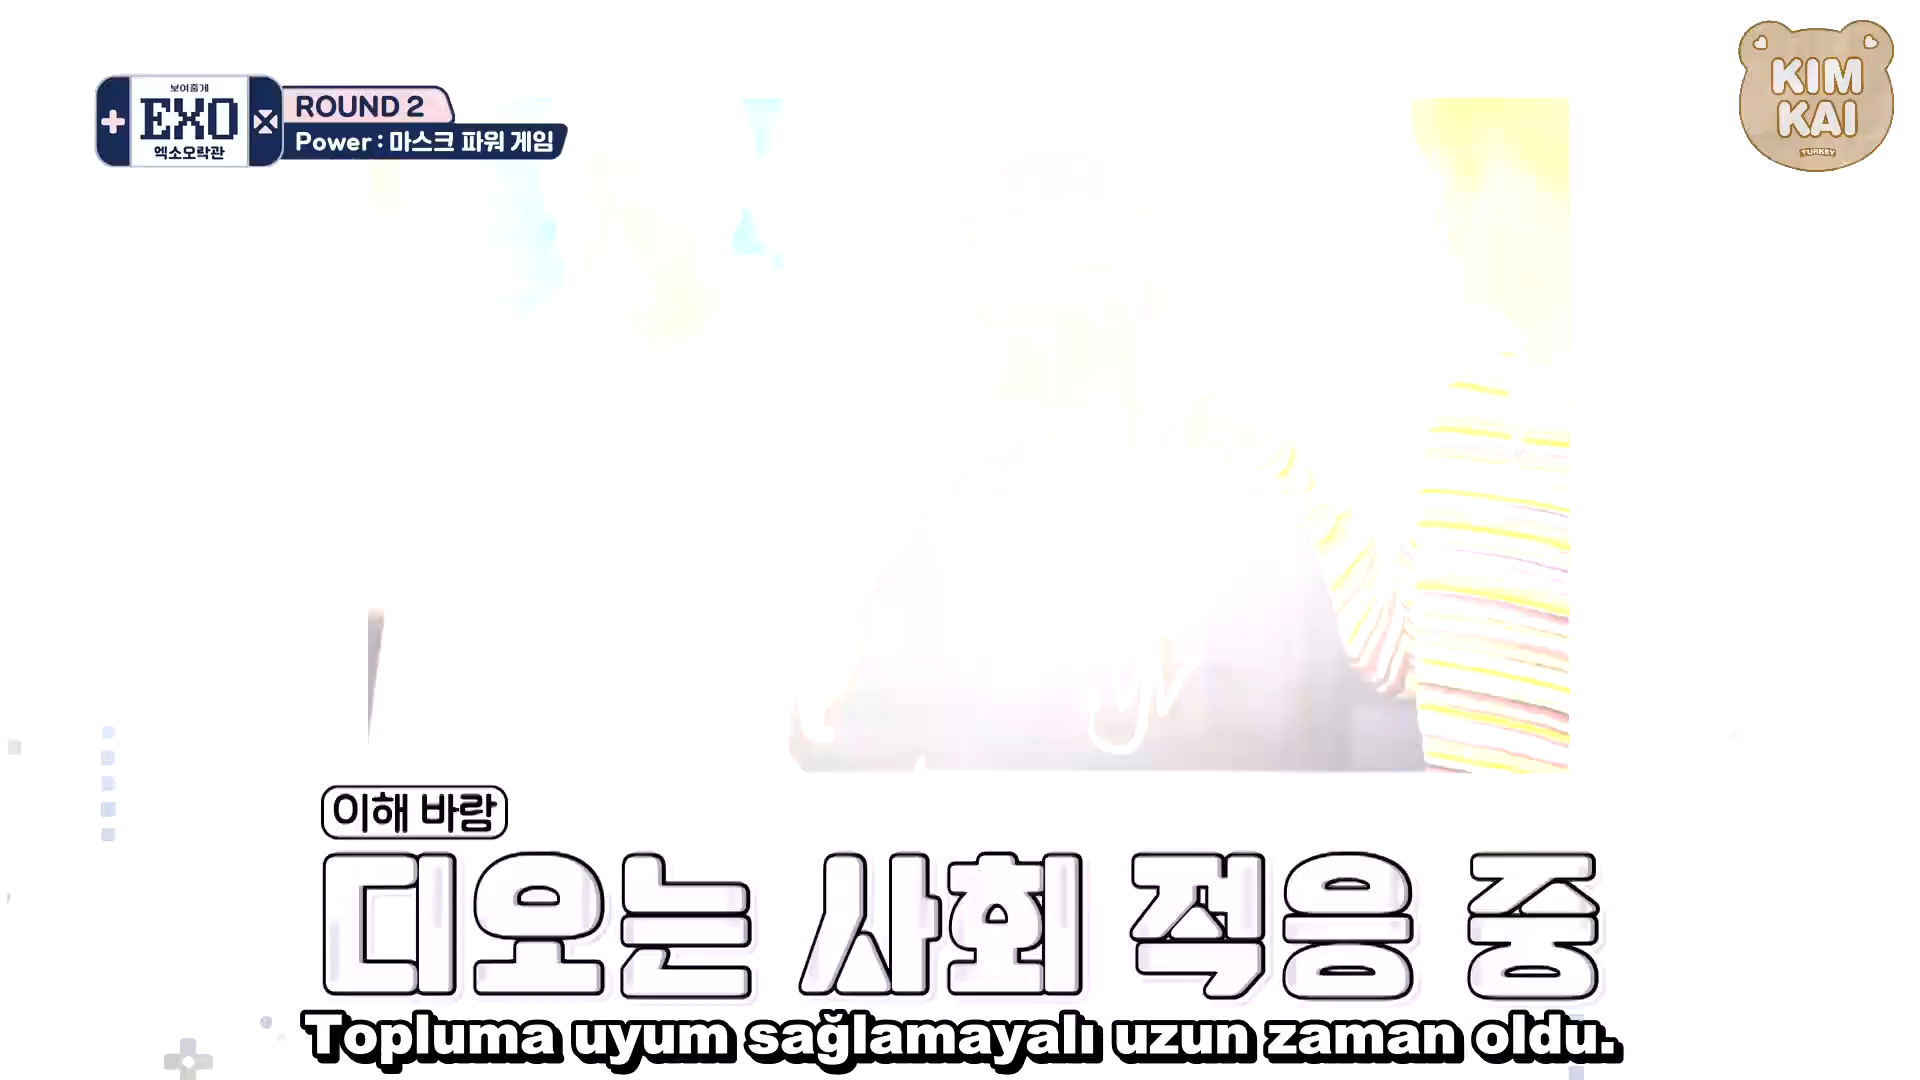 보여줄게
EXO
엑소오락관
ROUND 2
Power : 마스크 파워 게임
KIM
KAI
TURKEY
이해 바람
디오는 사회 적응 중
Topluma uyum sağlamayalı uzun zaman oldu.